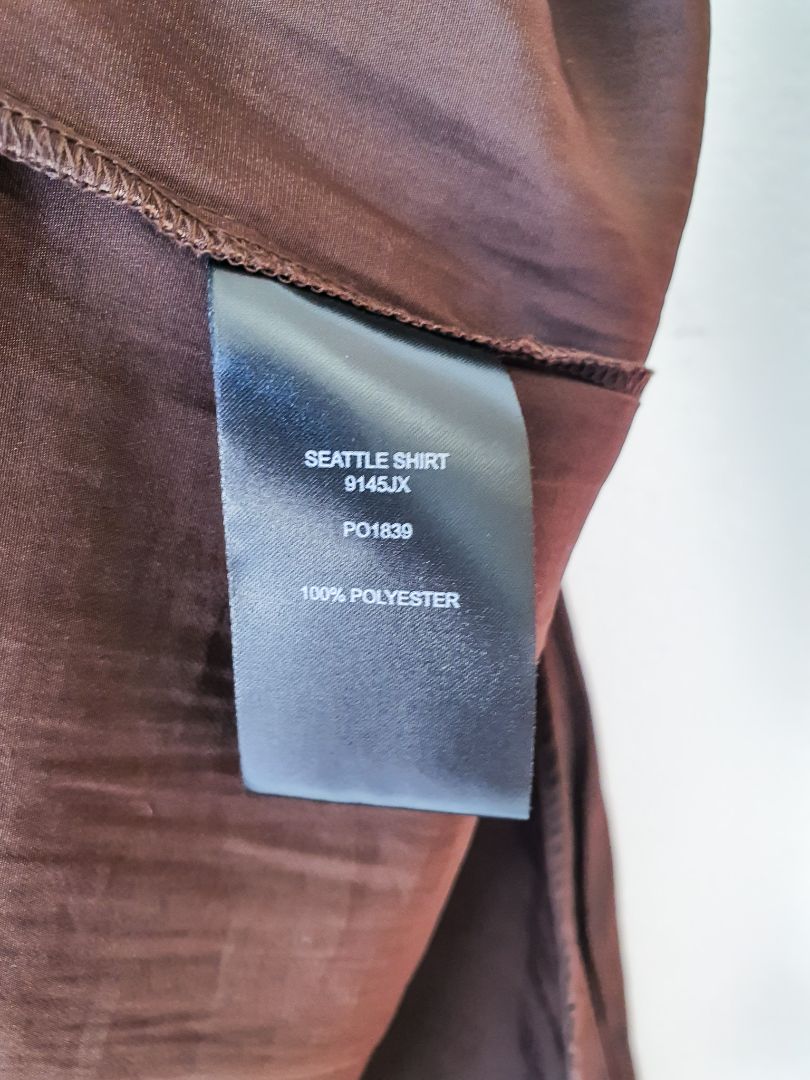 SEATTLE SHIRT
9145JX
PO1839
100% POLYESTER